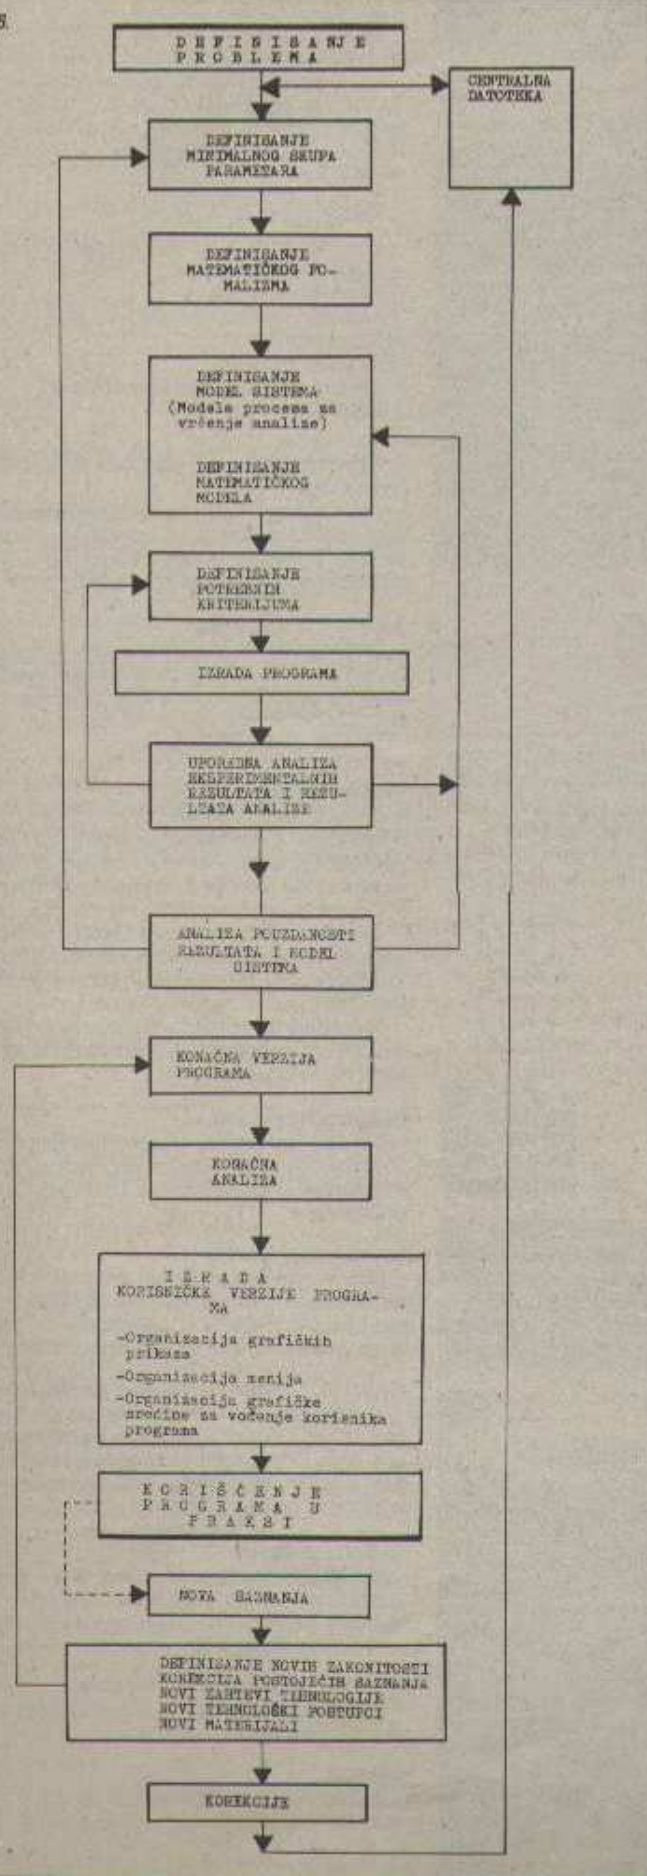 DEFINISANJE
PROBLEMA
CENTRALNA
DATOTEKA
DEFINISANJE
MINIMALNOG SKUPA
PARAMETARA
DEFINISANJE
MATEMATIČKOG FO-
MALIZMA
DEFINISANJE
MODEL SISTEMA
(Modela procesa za
vršenje analize)
DEFINISANJE
MATEMATIČKOG
MODELA
DEFINISANJE
POTREBNIH
KRITERIJUMA
IZRADA PROGRAMA
UPOREDNA ANALIZA
EKSPERIMENTALNIH
REZULTATA I REZU-
LTATA ANALIZE
ANALIZA POUZDANOSTI
REZULTATA I MODEL
SISTEMA
KONAČNA VERZIJA
PROGRAMA
KONAČNA
ANALIZA
IZRADA
KORISNIČKE VERZIJE PROGRA-
MA
-Organizacija grafičkih
prikaza
-Organizacija menija
-Organizacija grafičke
sredine za vođenje korisnika
programa
KORIŠĆENJE
PROGRAMA U
PRAKSI
NOVA SAZNANJA
DEFINISANJE NOVIH ZAKONITOSTI
KOREKCIJA POSTOJEĆIH SAZNANJA
NOVI ZAHTEVI TEHNOLOGIJE
NOVI TEHNOLOŠKI POSTUPCI
NOVI MATERIJALI
KOREKCIJE